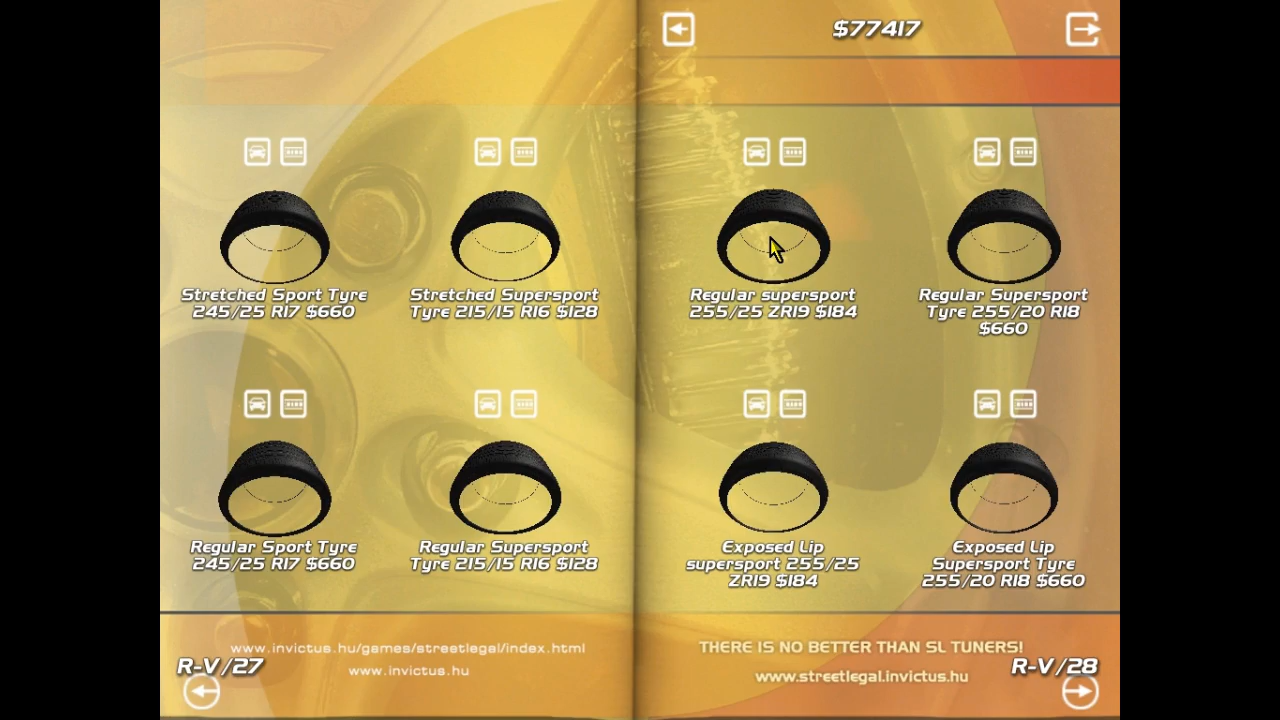 $77417
Stretched Sport Tyre
245/25 R17 $660
Stretched Supersport
Tyre 215/15 R16 $128
Regular supersport
255/25 ZR19 $184
Regular Supersport
Tyre 255/20 R18
$660
Regular Sport Tyre
245/25 R17 $660
Regular Supersport
Tyre 215/15 R16 $128
Exposed Lip
supersport 255/25
ZR19 $184
Exposed Lip
Supersport Tyre
255/20 R18 $660
www.invictus.hu/games/streetlegal/index.html
www.invictus.hu
R-V/27
THERE IS NO BETTER THAN SL TUNERS!
www.streetlegal.invictus.hu
R-V/28